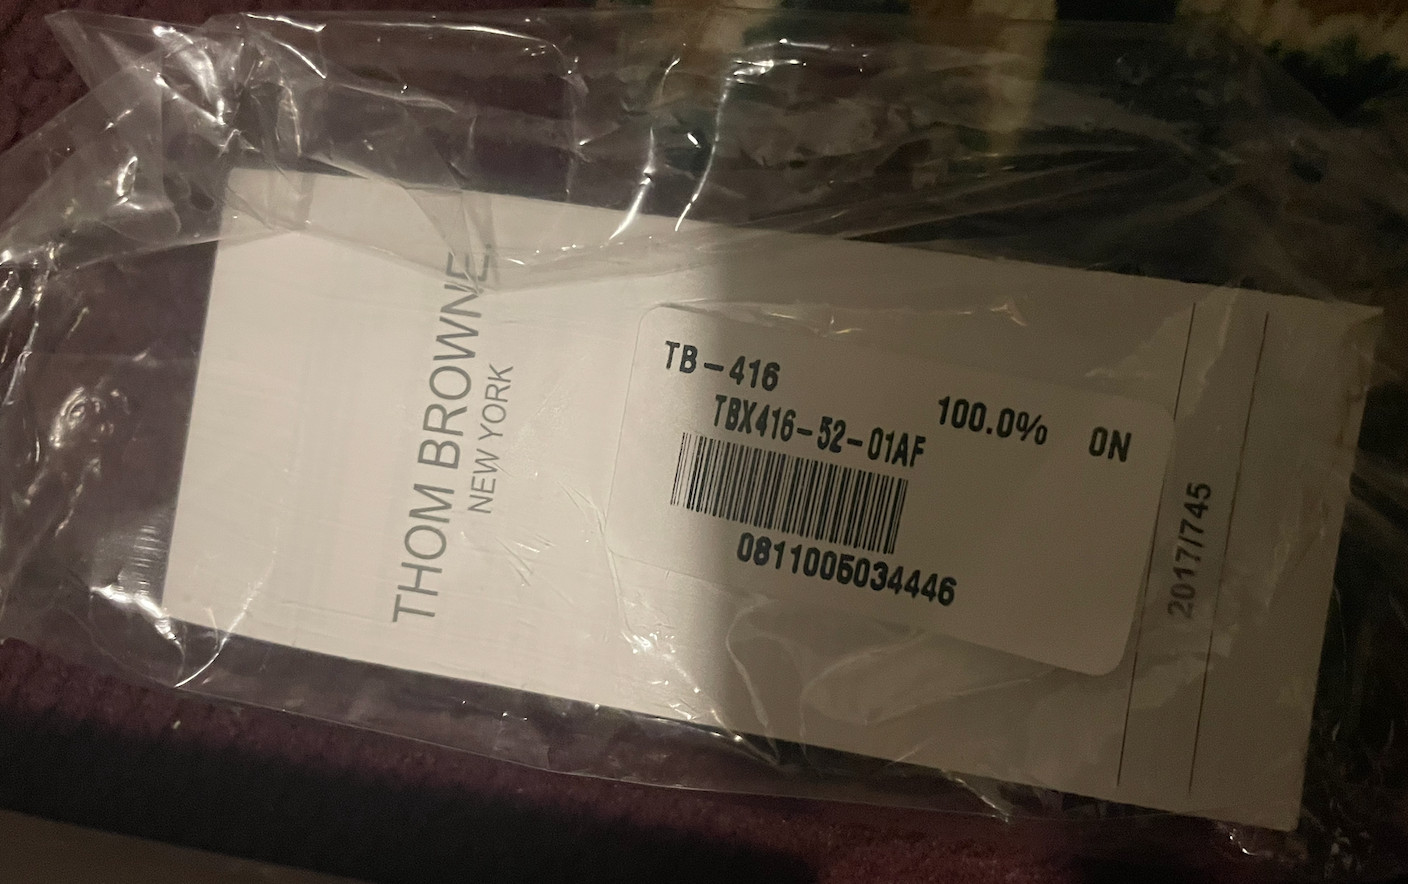 THOM BROWNE.
NEW YORK
TB-416
TBX416-52-01AF
100.0% ON
0811005034446
2017/745